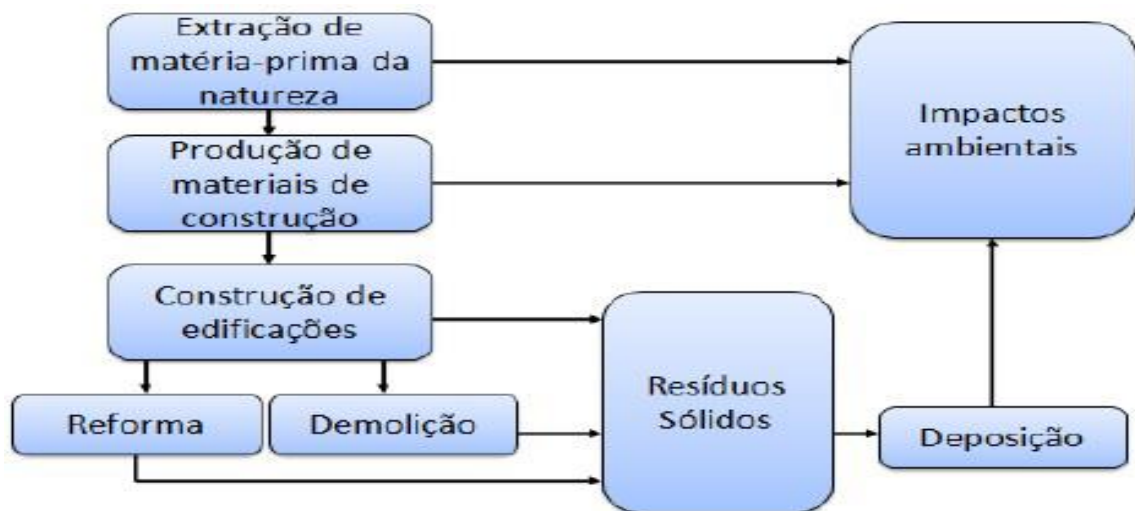 Extração de
matéria-prima da
natureza
Impactos
ambientais
Produção de
materiais de
construção
Construção de
edificações
Resíduos
Sólidos
Reforma
Demolição
Deposição